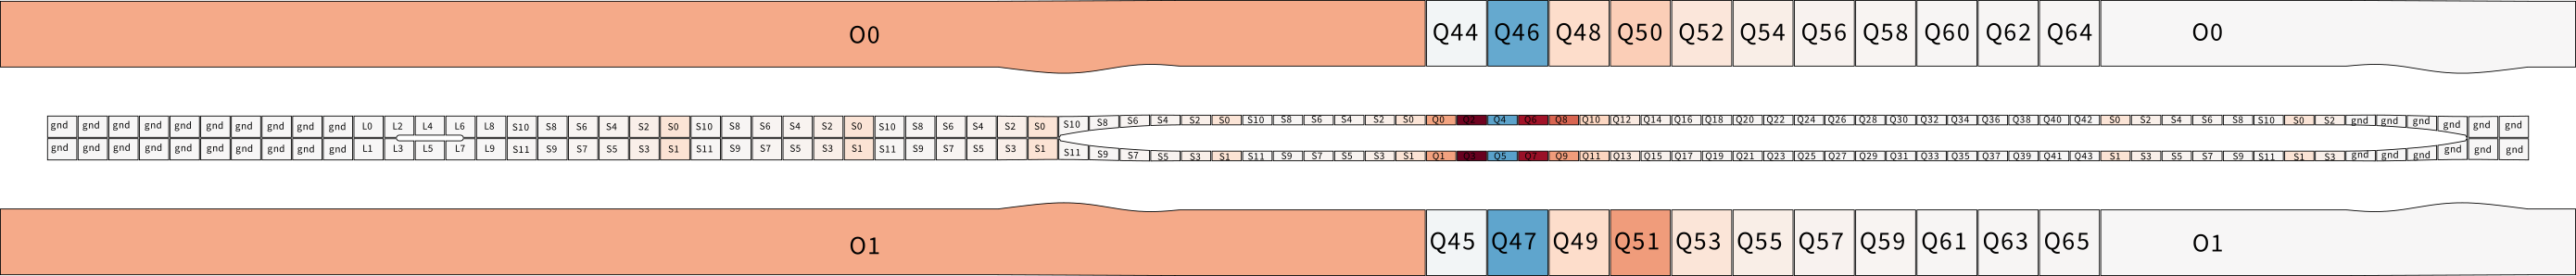 O0 Q44 Q46 Q48 Q50 Q52 Q54 Q56 Q58 Q60 Q62 Q64 O0
gnd gnd gnd gnd gnd gnd gnd gnd gnd gnd L0 L2 L4 L6 L8 S10 S8 S6 S4 S2 S0 S10 S8 S6 S4 S2 S0 S10 S8 S6 S4 S2 S0 S10 S8 S6 S4 S2 S0 S10 S8 S6 S4 S2 S0 Q0 Q2 Q4 Q6 Q8 Q10 Q12 Q14 Q16 Q18 Q20 Q22 Q24 Q26 Q28 Q30 Q32 Q34 Q36 Q38 Q40 Q42 S0 S2 S4 S6 S8 S10 S0 S2 gnd gnd gnd gnd gnd gnd
gnd gnd gnd gnd gnd gnd gnd gnd gnd gnd L1 L3 L5 L7 L9 S11 S9 S7 S5 S3 S1 S11 S9 S7 S5 S3 S1 S11 S9 S7 S5 S3 S1 S11 S9 S7 S5 S3 S1 S11 S9 S7 S5 S3 S1 Q1 Q3 Q5 Q7 Q9 Q11 Q13 Q15 Q17 Q19 Q21 Q23 Q25 Q27 Q29 Q31 Q33 Q35 Q37 Q39 Q41 Q43 S1 S3 S5 S7 S9 S11 S1 S3 gnd gnd gnd gnd gnd gnd
O1 Q45 Q47 Q49 Q51 Q53 Q55 Q57 Q59 Q61 Q63 Q65 O1